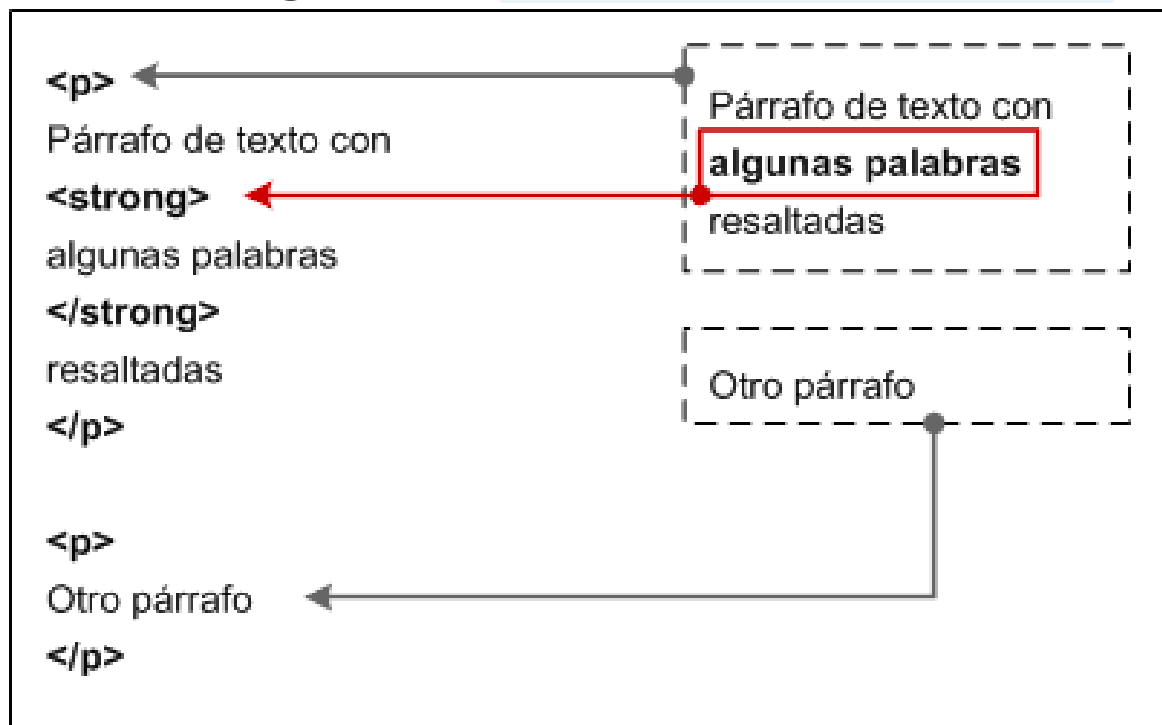 <p>
Párrafo de texto con
<strong>
algunas palabras
</strong>
resaltadas
</p>
<p>
Otro párrafo
</p>
Párrafo de texto con
algunas palabras
resaltadas
Otro párrafo